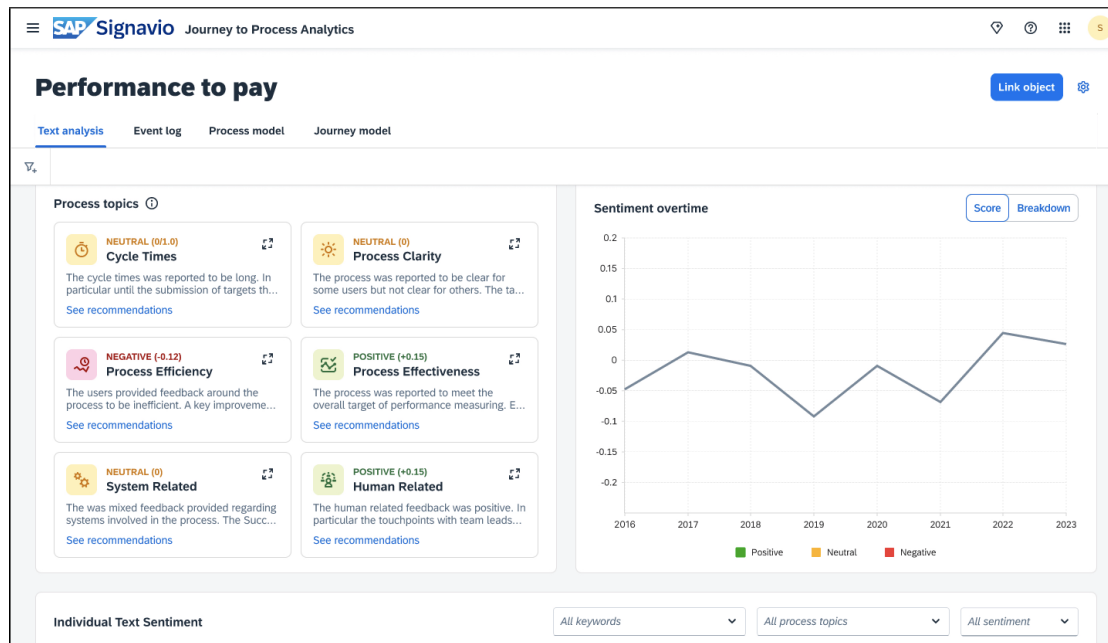 SAP Signavio Journey to Process Analytics
S
Performance to pay
Link object
Text analysis Event log Process model Journey model
Process topics
NEUTRAL (0/1.0)
Cycle Times
The cycle times was reported to be long. In
particular until the submission of targets th...
See recommendations
NEUTRAL (0)
Process Clarity
The process was reported to be clear for
some users but not clear for others. The ta...
See recommendations
NEGATIVE (-0.12)
Process Efficiency
The users provided feedback around the
process to be inefficient. A key improveme...
See recommendations
POSITIVE (+0.15)
Process Effectiveness
The process was reported to meet the
overall target of performance measuring. E...
See recommendations
NEUTRAL (0)
System Related
The was mixed feedback provided regarding
systems involved in the process. The Succ...
See recommendations
POSITIVE (+0.15)
Human Related
The human related feedback was positive. In
particular the touchpoints with team leads...
See recommendations
Sentiment overtime
Score Breakdown
0.2
0.15
0.1
0.05
0
-0.05
-0.1
-0.15
-0.2
2016 2017 2018 2019 2020 2021 2022 2023
Positive Neutral Negative
Individual Text Sentiment
All keywords
All process topics
All sentiment